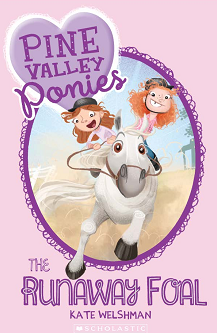 PINE
VALLEY
Ponies
THE
RUNAWAY FOAL
KATE WELSHMAN
SCHOLASTIC